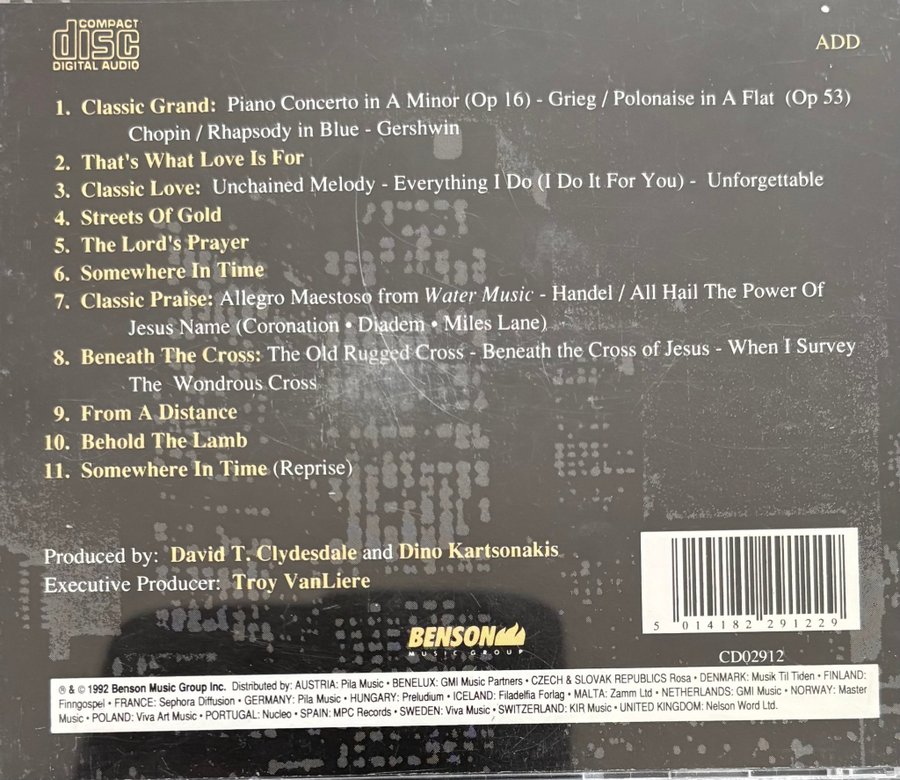 COMPACT
disc
DIGITAL AUDIO
ADD
1. Classic Grand: Piano Concerto in A Minor (Op 16) - Grieg / Polonaise in A Flat (Op 53)
Chopin / Rhapsody in Blue - Gershwin
2. That's What Love Is For
3. Classic Love: Unchained Melody - Everything I Do (I Do It For You) - Unforgettable
4. Streets Of Gold
5. The Lord's Prayer
6. Somewhere In Time
7. Classic Praise: Allegro Maestoso from Water Music - Handel / All Hail The Power Of
Jesus Name (Coronation • Diadem • Miles Lane)
8. Beneath The Cross: The Old Rugged Cross - Beneath the Cross of Jesus - When I Survey
The Wondrous Cross
9. From A Distance
10. Behold The Lamb
11. Somewhere In Time (Reprise)
Produced by: David T. Clydesdale and Dino Kartsonakis
Executive Producer: Troy VanLiere
BENSON
MUSIC GROUP
5 014182 291229
CD02912
℗ & © 1992 Benson Music Group Inc. Distributed by: AUSTRIA: Pila Music • BENELUX: GMI Music Partners • CZECH & SLOVAK REPUBLICS Rosa • DENMARK: Musik Til Tiden • FINLAND:
Finngospel • FRANCE: Sephora Diffusion • GERMANY: Pila Music • HUNGARY: Preludium • ICELAND: Filadelfia Forlag • MALTA: Zamm Ltd • NETHERLANDS: GMI Music • NORWAY: Master
Music • POLAND: Viva Art Music • PORTUGAL: Nucleo • SPAIN: MPC Records • SWEDEN: Viva Music • SWITZERLAND: KIR Music • UNITED KINGDOM: Nelson Word Ltd.